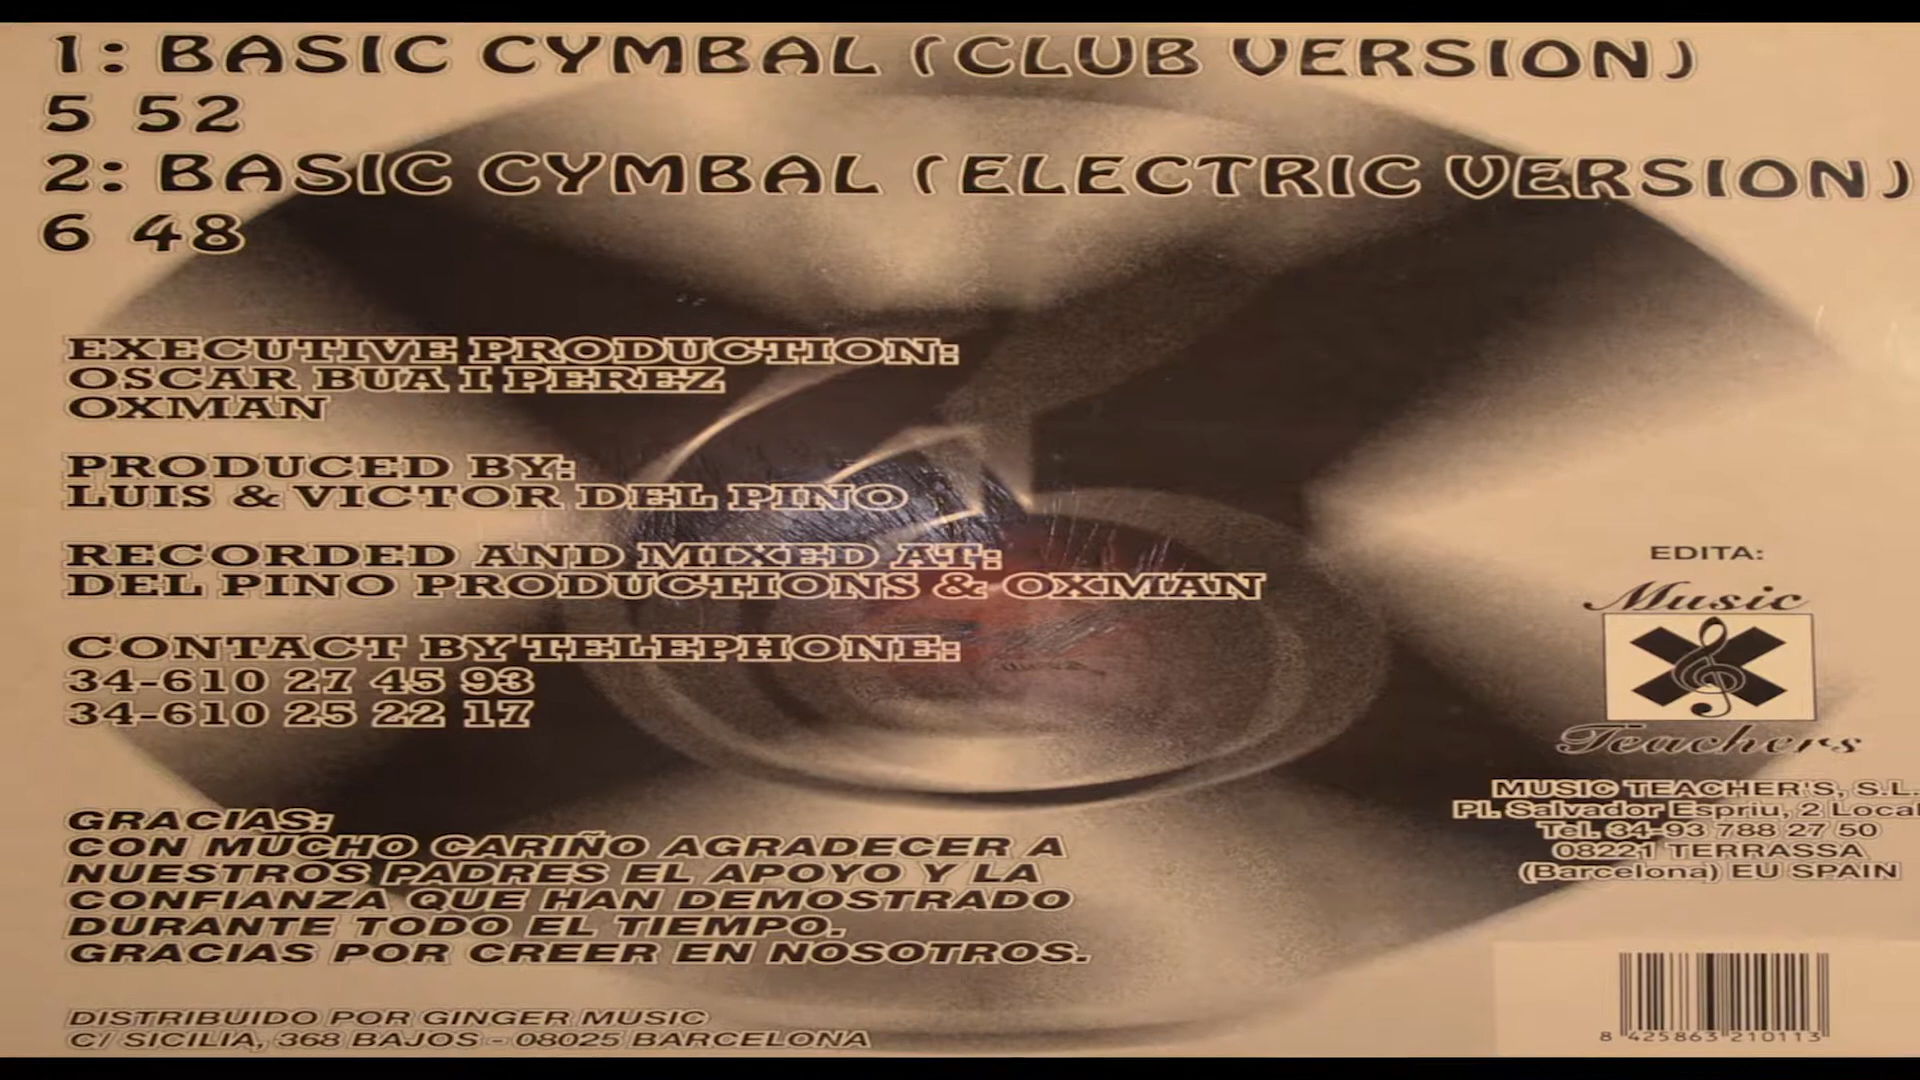 1: BASIC CYMBAL (CLUB VERSION)
5 52
2: BASIC CYMBAL (ELECTRIC VERSION)
6 48
EXECUTIVE PRODUCTION:
OSCAR BUA I PEREZ
OXMAN
PRODUCED BY:
LUIS & VICTOR DEL PINO
RECORDED AND MIXED AT:
DEL PINO PRODUCTIONS & OXMAN
CONTACT BY TELEPHONE:
34-610 27 45 93
34-610 25 22 17
GRACIAS:
CON MUCHO CARIÑO AGRADECER A
NUESTROS PADRES EL APOYO Y LA
CONFIANZA QUE HAN DEMOSTRADO
DURANTE TODO EL TIEMPO.
GRACIAS POR CREER EN NOSOTROS.
DISTRIBUIDO POR GINGER MUSIC
C/ SICILIA, 368 BAJOS - 08025 BARCELONA
EDITA:
Music
Teachers
MUSIC TEACHER'S, S.L.
Pl. Salvador Espriu, 2 Local
Tel. 34-93 788 27 50
08221 TERRASSA
(Barcelona) EU SPAIN
8 425863 210113